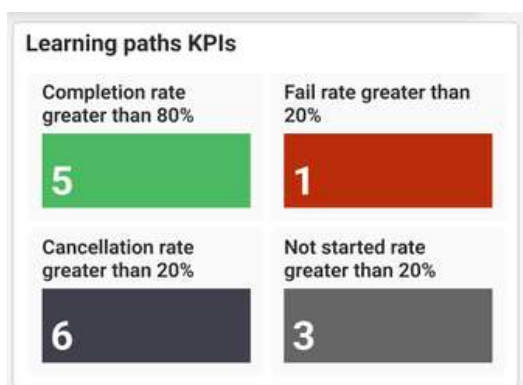 Learning paths KPIs
Completion rate
greater than 80%
5
Fail rate greater than
20%
1
Cancellation rate
greater than 20%
6
Not started rate
greater than 20%
3